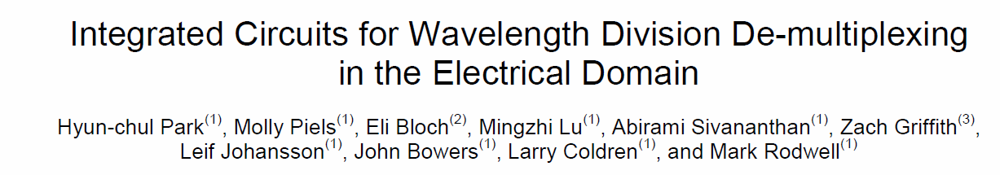 Integrated Circuits for Wavelength Division De-multiplexing
in the Electrical Domain
Hyun-chul Park(1), Molly Piels(1), Eli Bloch(2), Mingzhi Lu(1), Abirami Sivananthan(1), Zach Griffith(3),
Leif Johansson(1), John Bowers(1), Larry Coldren(1), and Mark Rodwell(1)